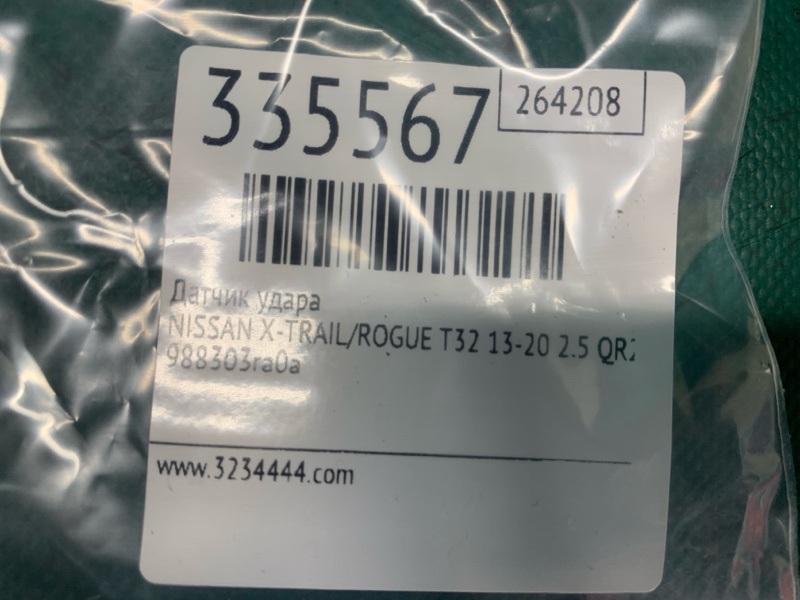 335567
264208
Датчик удара
NISSAN X-TRAIL/ROGUE T32 13-20 2.5 QR2
988303ra0a
www.3234444.com